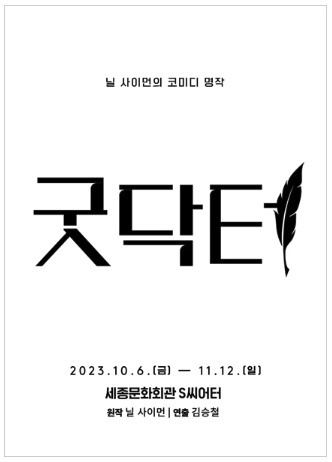 닐 사이먼의 코미디 명작
굿닥터
2023.10.6.(금) — 11.12.(일)
세종문화회관 S씨어터
원작 닐 사이먼 | 연출 김승철